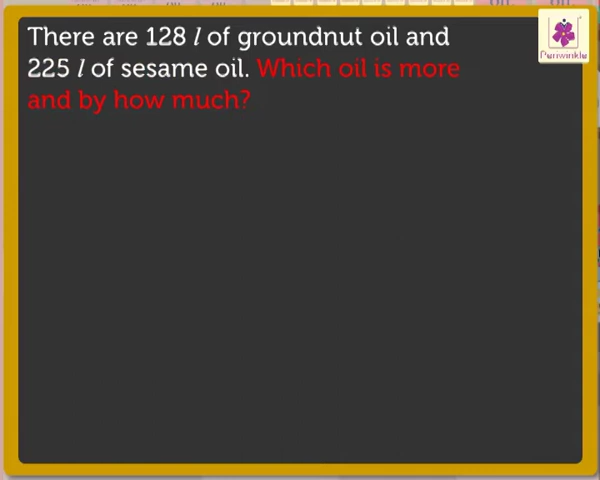 There are 128 l of groundnut oil and
225 l of sesame oil. Which oil is more
and by how much?
Periwinkle